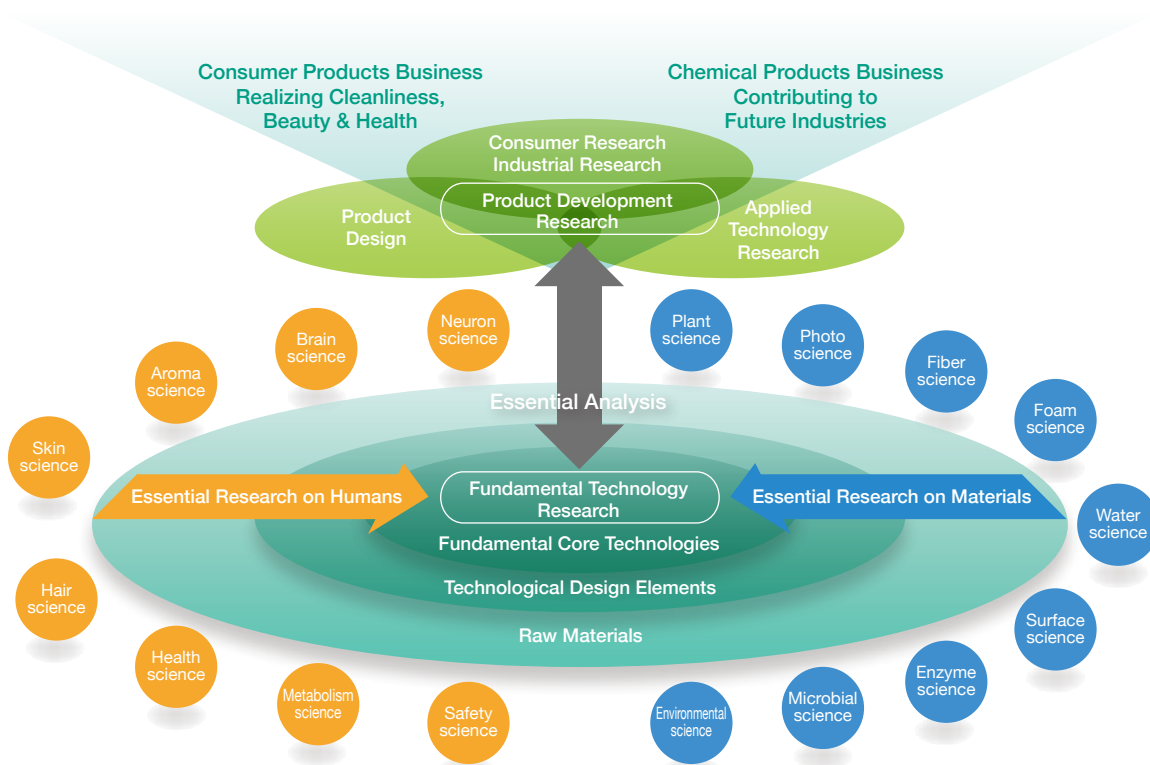 Consumer Products Business
Realizing Cleanliness,
Beauty & Health
Chemical Products Business
Contributing to
Future Industries
Consumer Research
Industrial Research
Product Development
Research
Product
Design
Applied
Technology
Research
Neuron
science
Plant
science
Brain
science
Photo
science
Aroma
science
Fiber
science
Essential Analysis
Foam
science
Skin
science
Essential Research on Humans
Fundamental Technology
Research
Essential Research on Materials
Water
science
Fundamental Core Technologies
Technological Design Elements
Raw Materials
Hair
science
Surface
science
Health
science
Enzyme
science
Metabolism
science
Microbial
science
Safety
science
Environmental
science